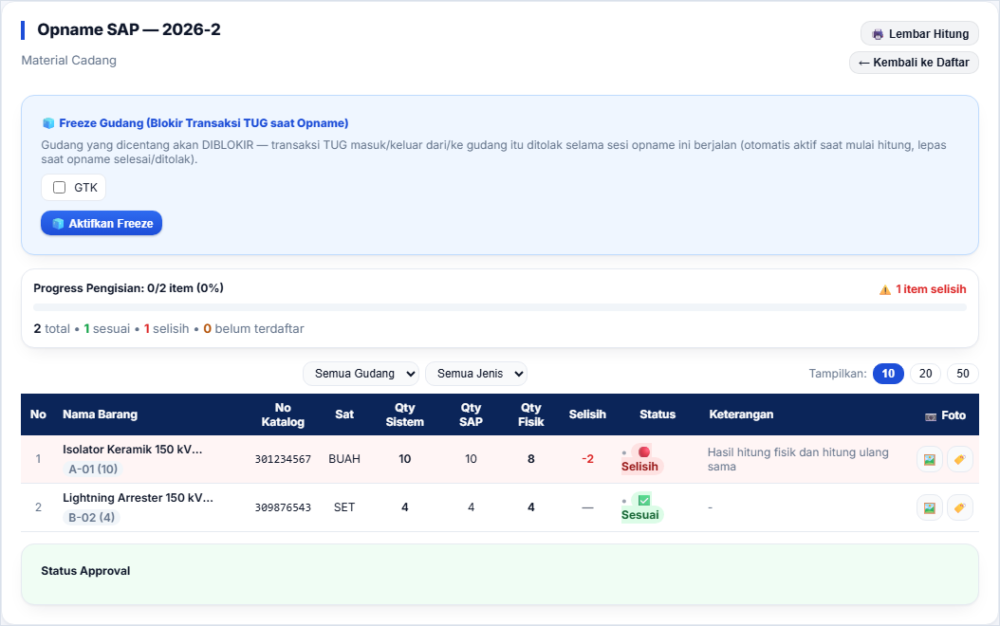 Opname SAP — 2026-2
Lembar Hitung
Material Cadang
← Kembali ke Daftar
Freeze Gudang (Blokir Transaksi TUG saat Opname)
Gudang yang dicentang akan DIBLOKIR — transaksi TUG masuk/keluar dari/ke gudang itu ditolak selama sesi opname ini berjalan (otomatis aktif saat mulai hitung, lepas
saat opname selesai/ditolak).
GTK
Aktifkan Freeze
Progress Pengisian: 0/2 item (0%)
1 item selisih
2 total • 1 sesuai • 1 selisih • 0 belum terdaftar
Semua Gudang Semua Jenis Tampilkan: 10 20 50
No Nama Barang No Katalog Sat Qty Sistem Qty SAP Qty Fisik Selisih Status Keterangan Foto
1 Isolator Keramik 150 kV... 301234567 BUAH 10 10 8 -2 Selisih Hasil hitung fisik dan hitung ulang sama
A-01 (10)
2 Lightning Arrester 150 kV... 309876543 SET 4 4 4 — Sesuai -
B-02 (4)
Status Approval